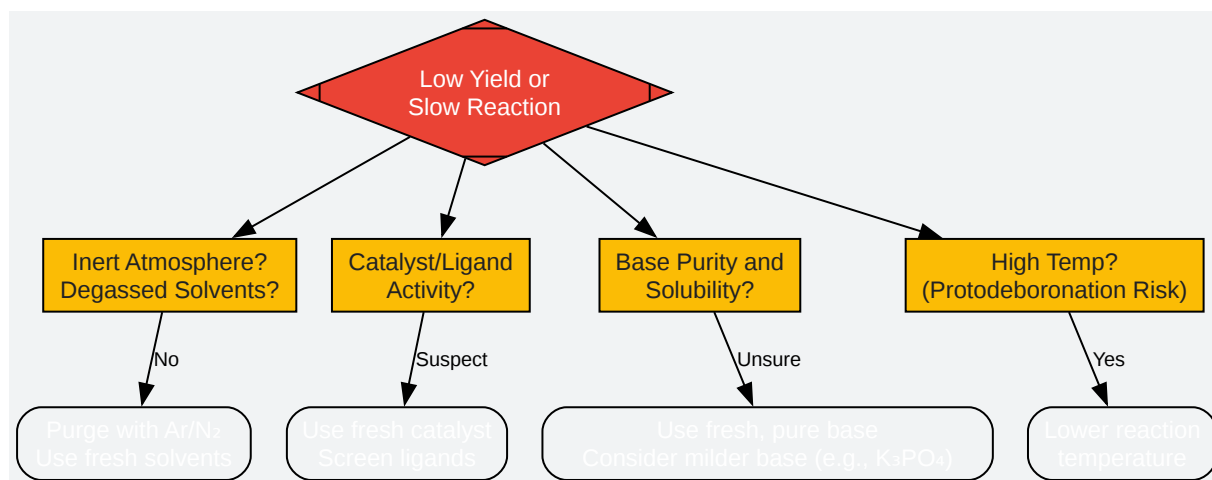 Low Yield or
Slow Reaction
Inert Atmosphere?
Degassed Solvents?
Catalyst/Ligand
Activity?
Base Purity and
Solubility?
High Temp?
(Protodeboronation Risk)
No
Suspect
Unsure
Yes
Purge with Ar/N₂
Use fresh solvents
Use fresh catalyst
Screen ligands
Use fresh, pure base
Consider milder base (e.g., K₃PO₄)
Lower reaction
temperature